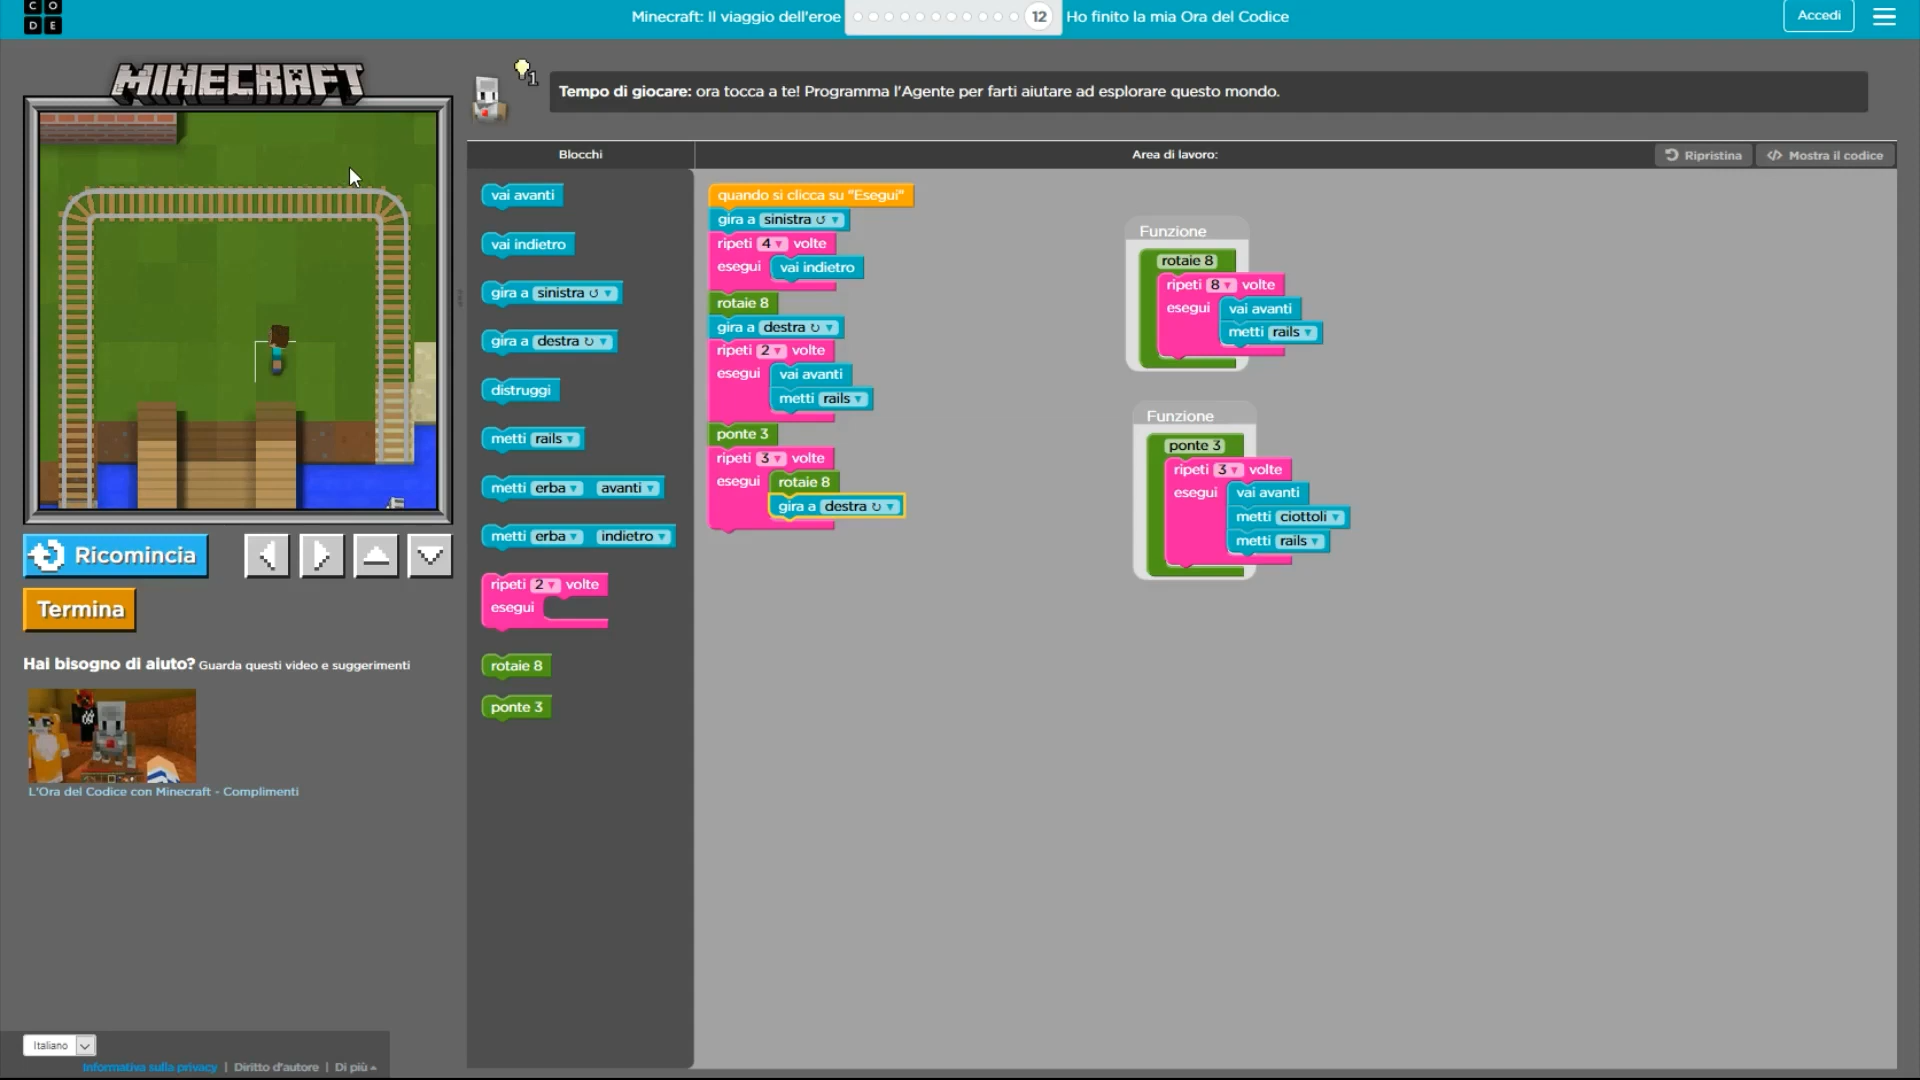 C O
D E
Minecraft: Il viaggio dell'eroe
12
Ho finito la mia Ora del Codice
Accedi
MINECRAFT
1
Tempo di giocare: ora tocca a te! Programma l'Agente per farti aiutare ad esplorare questo mondo.
Blocchi
Area di lavoro:
Ripristina
Mostra il codice
vai avanti
vai indietro
gira a sinistra ↺
gira a destra ↻
distruggi
metti rails
metti erba avanti
metti erba indietro
ripeti 2 volte
esegui
rotaie 8
ponte 3
quando si clicca su "Esegui"
gira a sinistra ↺
ripeti 4 volte
esegui vai indietro
rotaie 8
gira a destra ↻
ripeti 2 volte
esegui vai avanti
metti rails
ponte 3
ripeti 3 volte
esegui rotaie 8
gira a destra ↻
Funzione
rotaie 8
ripeti 8 volte
esegui vai avanti
metti rails
Funzione
ponte 3
ripeti 3 volte
esegui vai avanti
metti ciottoli
metti rails
Ricomincia
Termina
Hai bisogno di aiuto? Guarda questi video e suggerimenti
L'Ora del Codice con Minecraft - Complimenti
Italiano
Informativa sulla privacy | Diritto d'autore | Di più